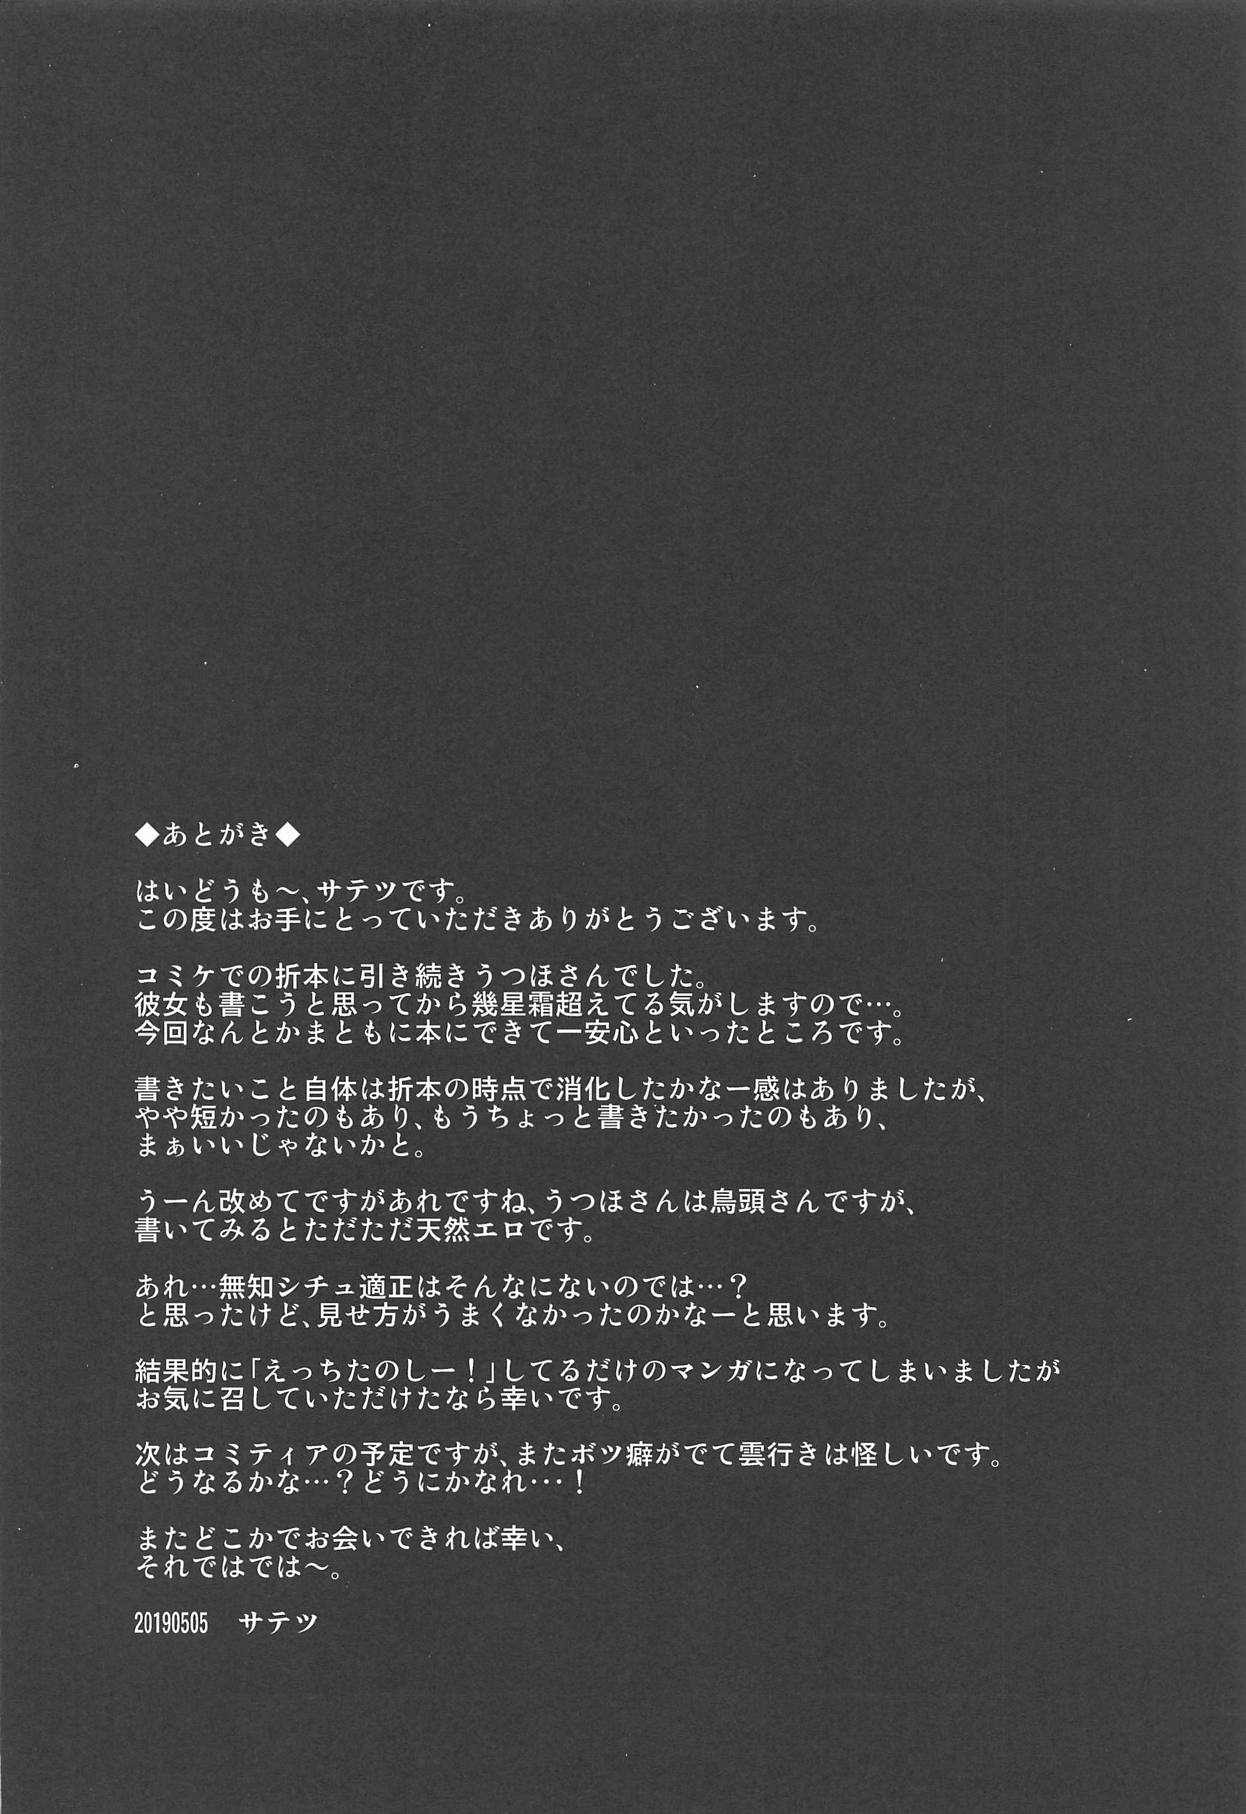 ◆あとがき◆
はいどうも～、サテツです。
この度はお手にとっていただきありがとうございます。
コミケでの折本に引き続きうつほさんでした。
彼女も書こうと思ってから幾星霜超えてる気がしますので…。
今回なんとかまともに本にできて一安心といったところです。
書きたいこと自体は折本の時点で消化したかな一感はありましたが、
やや短かったのもあり、もうちょっと書きたかったのもあり、
まぁいいじゃないかと。
うーん改めてですがあれですね、うつほさんは鳥頭さんですが、
書いてみるとただただ天然エロです。
あれ…無知シチュ適正はそんなにないのでは…？
と思ったけど、見せ方がうまくなかったのかなーと思います。
結果的に「えっちたのしー！」してるだけのマンガになってしまいましたが
お気に召していただけたなら幸いです。
次はコミティアの予定ですが、またボツ癖がでて雲行きは怪しいです。
どうなるかな…？どうにかなれ…！
またどこかでお会いできれば幸い、
それではでは～。
20190505　サテツ